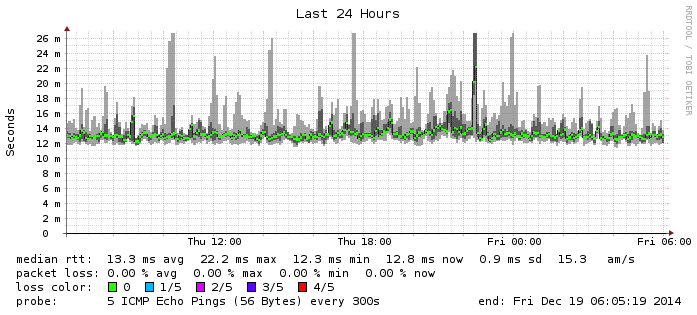 Last 24 Hours
RRDTOOL / TOBI OETIKER
Seconds
26 m
24 m
22 m
20 m
18 m
16 m
14 m
12 m
10 m
8 m
6 m
4 m
2 m
0
Thu 12:00 Thu 18:00 Fri 00:00 Fri 06:00
median rtt: 13.3 ms avg 22.2 ms max 12.3 ms min 12.8 ms now 0.9 ms sd 15.3 am/s
packet loss: 0.00 % avg 0.00 % max 0.00 % min 0.00 % now
loss color: 0 1/5 2/5 3/5 4/5
probe: 5 ICMP Echo Pings (56 Bytes) every 300s end: Fri Dec 19 06:05:19 2014